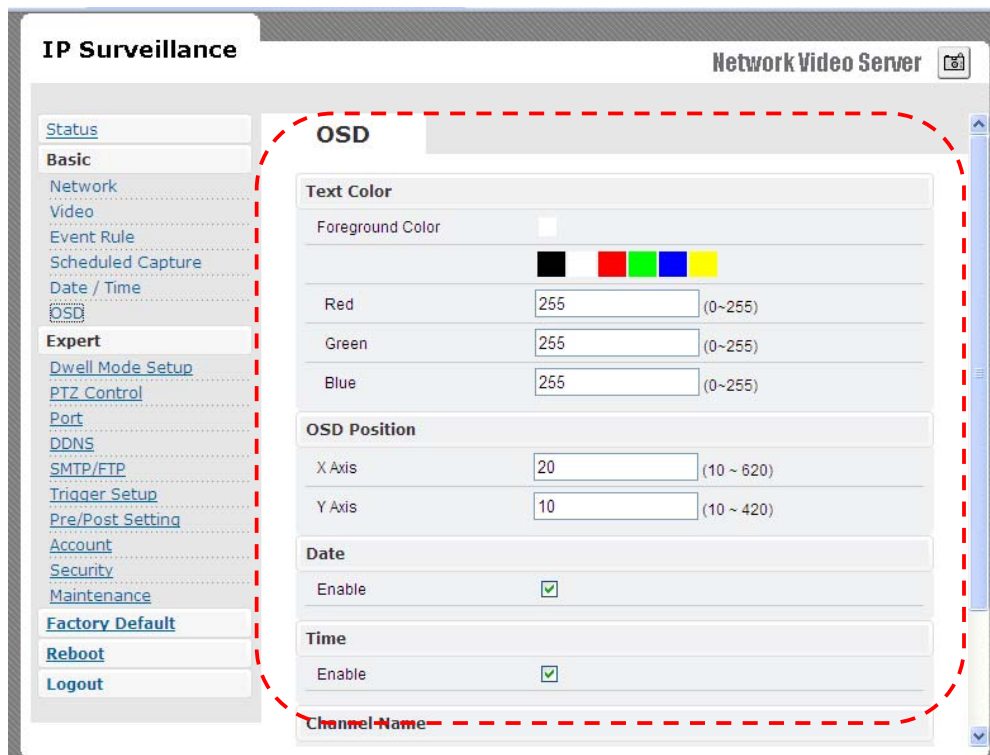 IP Surveillance
Network Video Server
Status
Basic
Network
Video
Event Rule
Scheduled Capture
Date / Time
OSD
Expert
Dwell Mode Setup
PTZ Control
Port
DDNS
SMTP/FTP
Trigger Setup
Pre/Post Setting
Account
Security
Maintenance
Factory Default
Reboot
Logout
OSD
Text Color
Foreground Color
Red 255 (0~255)
Green 255 (0~255)
Blue 255 (0~255)
OSD Position
X Axis 20 (10 ~ 620)
Y Axis 10 (10 ~ 420)
Date
Enable
Time
Enable
Channel Name